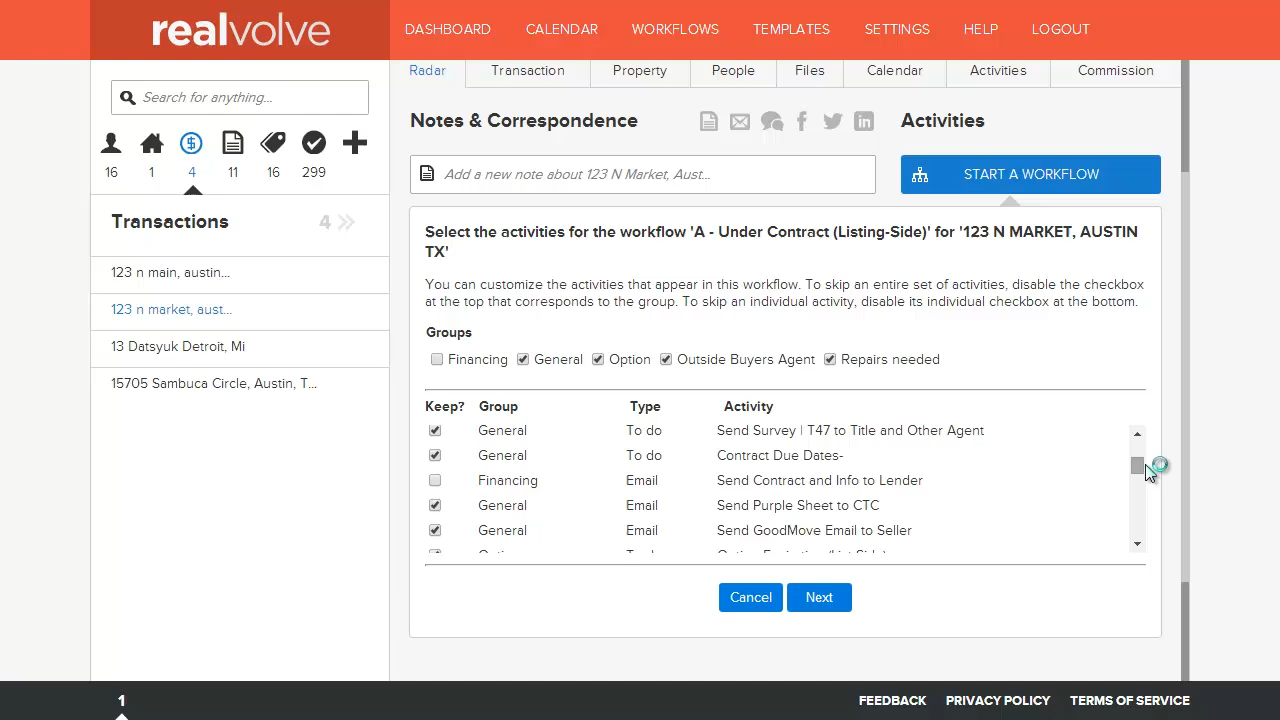 realvolve
DASHBOARD CALENDAR WORKFLOWS TEMPLATES SETTINGS HELP LOGOUT
Search for anything...
16 1 4 11 16 299
Transactions 4
123 n main, austin...
123 n market, aust...
13 Datsyuk Detroit, Mi
15705 Sambuca Circle, Austin, T...
Radar Transaction Property People Files Calendar Activities Commission
Notes & Correspondence
Activities
Add a new note about 123 N Market, Aust...
START A WORKFLOW
Select the activities for the workflow 'A - Under Contract (Listing-Side)' for '123 N MARKET, AUSTIN
TX'
You can customize the activities that appear in this workflow. To skip an entire set of activities, disable the checkbox
at the top that corresponds to the group. To skip an individual activity, disable its individual checkbox at the bottom.
Groups
Financing General Option Outside Buyers Agent Repairs needed
Keep? Group Type Activity
General To do Send Survey | T47 to Title and Other Agent
General To do Contract Due Dates-
Financing Email Send Contract and Info to Lender
General Email Send Purple Sheet to CTC
General Email Send GoodMove Email to Seller
Cancel Next
1
FEEDBACK PRIVACY POLICY TERMS OF SERVICE